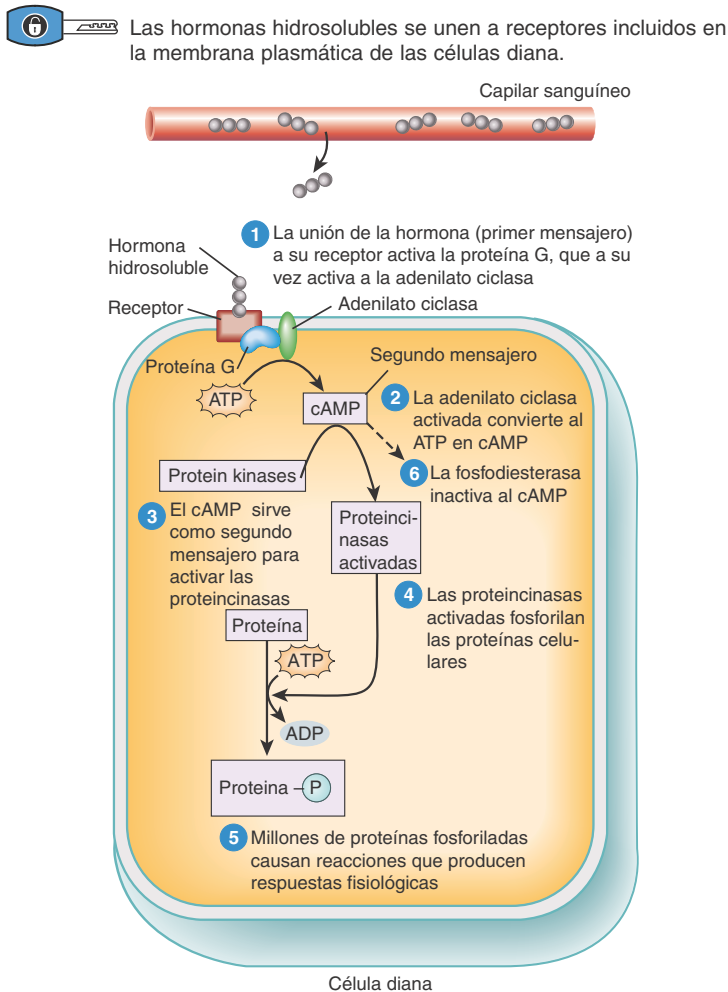 Las hormonas hidrosolubles se unen a receptores incluidos en
la membrana plasmática de las células diana.
Capilar sanguíneo
1 La unión de la hormona (primer mensajero)
a su receptor activa la proteína G, que a su
vez activa a la adenilato ciclasa
Hormona
hidrosoluble
Receptor
Adenilato ciclasa
Proteína G
Segundo mensajero
ATP
cAMP
2 La adenilato ciclasa
activada convierte al
ATP en cAMP
Protein kinases
6 La fosfodiesterasa
inactiva al cAMP
3 El cAMP sirve
como segundo
mensajero para
activar las
proteincinasas
Proteinci-
nasas
activadas
4 Las proteincinasas
activadas fosforilan
las proteínas celu-
lares
Proteína
ATP
ADP
Proteina – P
5 Millones de proteínas fosforiladas
causan reacciones que producen
respuestas fisiológicas
Célula diana